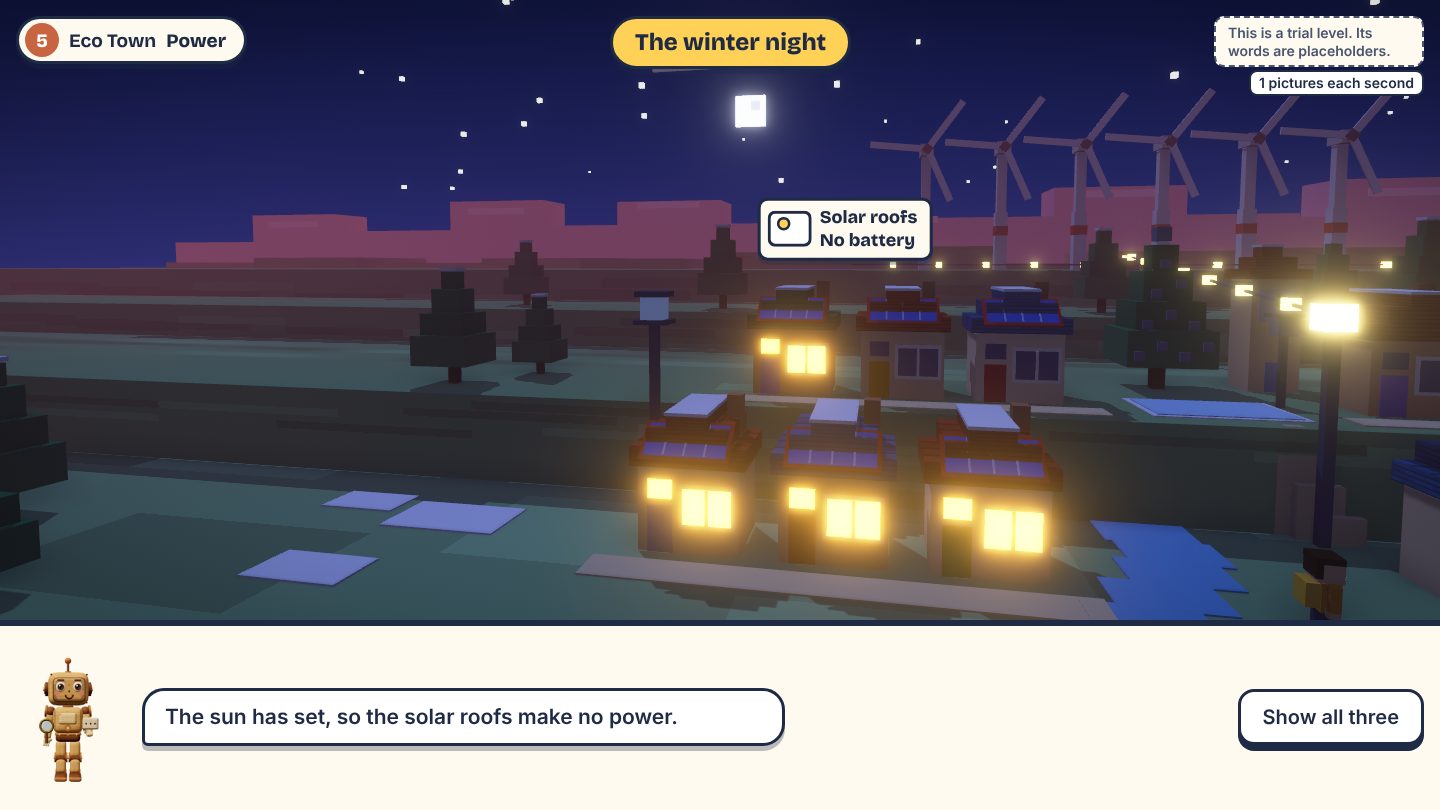 5 Eco Town Power
The winter night
This is a trial level. Its
words are placeholders.
1 pictures each second
Solar roofs
No battery
The sun has set, so the solar roofs make no power.
Show all three